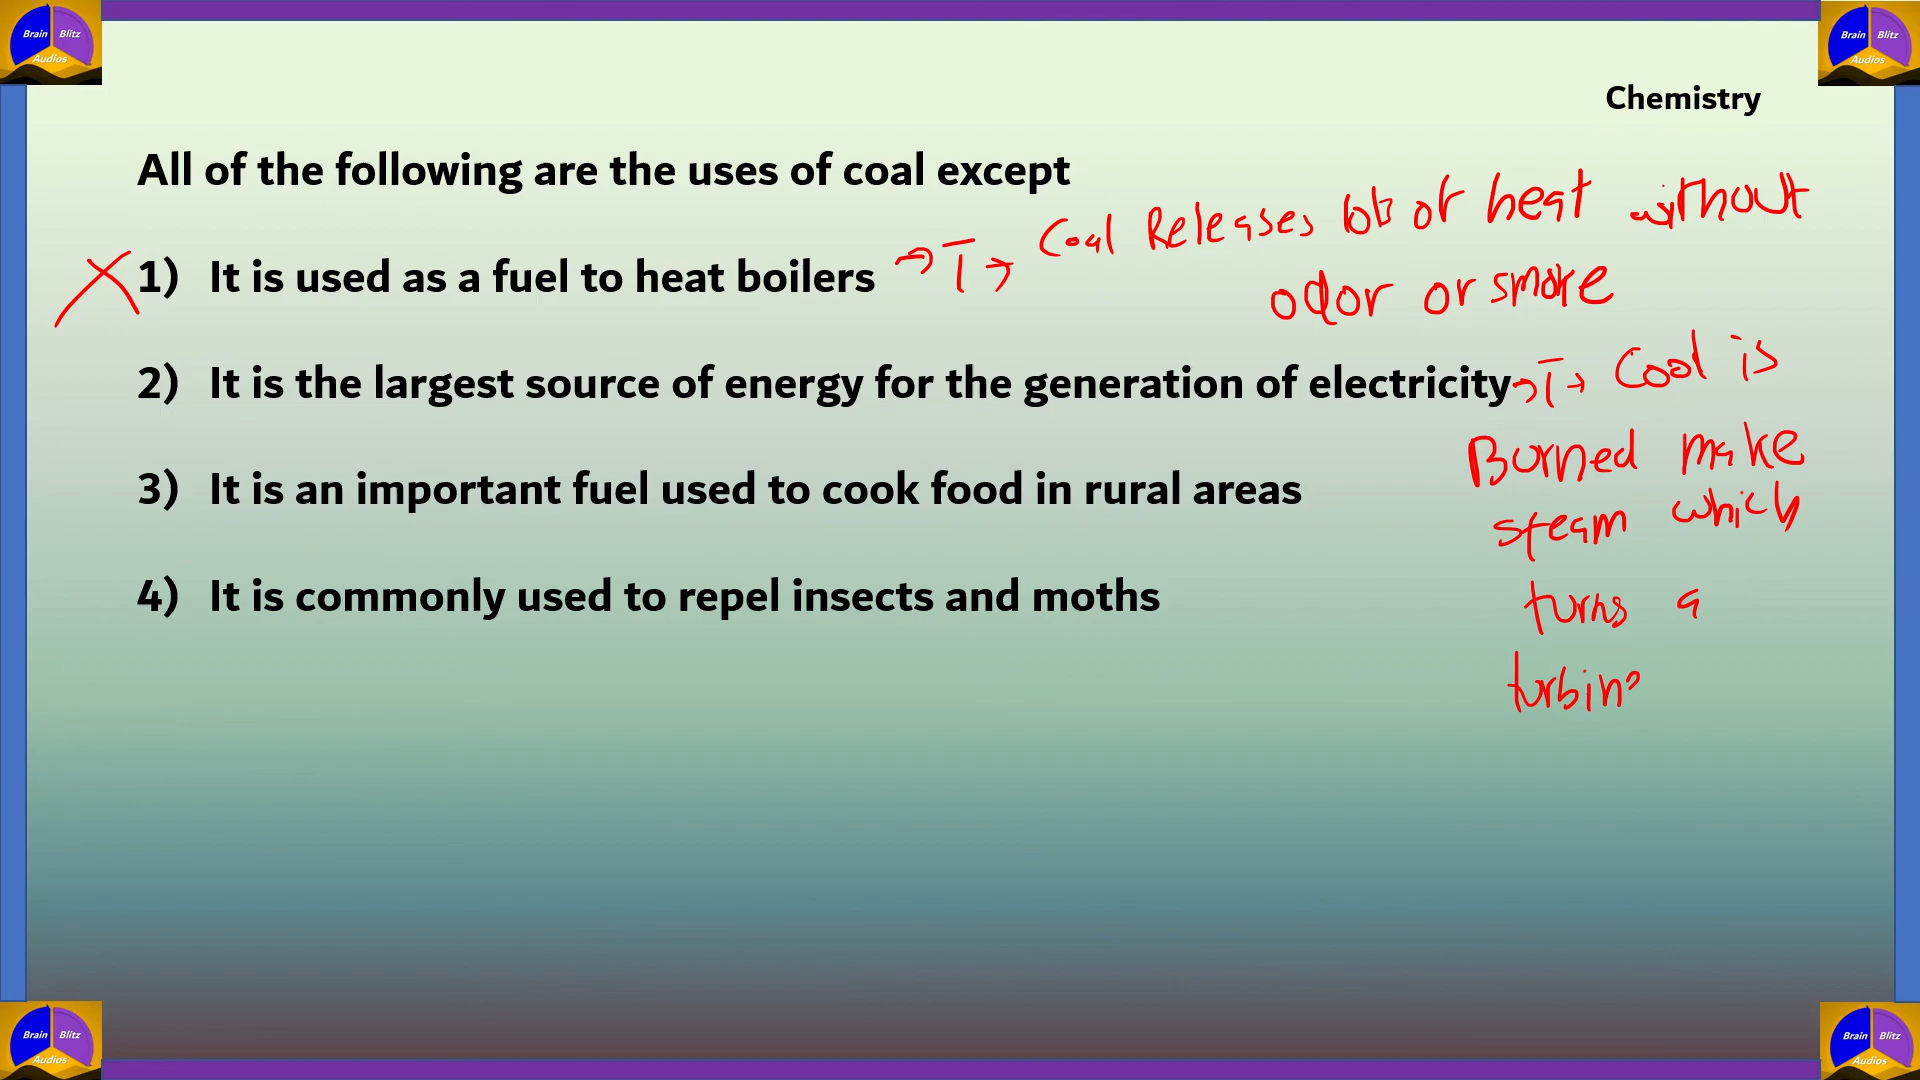 Brain Blitz
Audios
Brain Blitz
Audios
Chemistry
All of the following are the uses of coal except
1) It is used as a fuel to heat boilers → T → Coal Releases lots of heat without
odor or smoke
2) It is the largest source of energy for the generation of electricity → T → Cool is
Burned make
steam which
turns a
turbine
3) It is an important fuel used to cook food in rural areas
4) It is commonly used to repel insects and moths
Brain Blitz
Audios
Brain Blitz
Audios